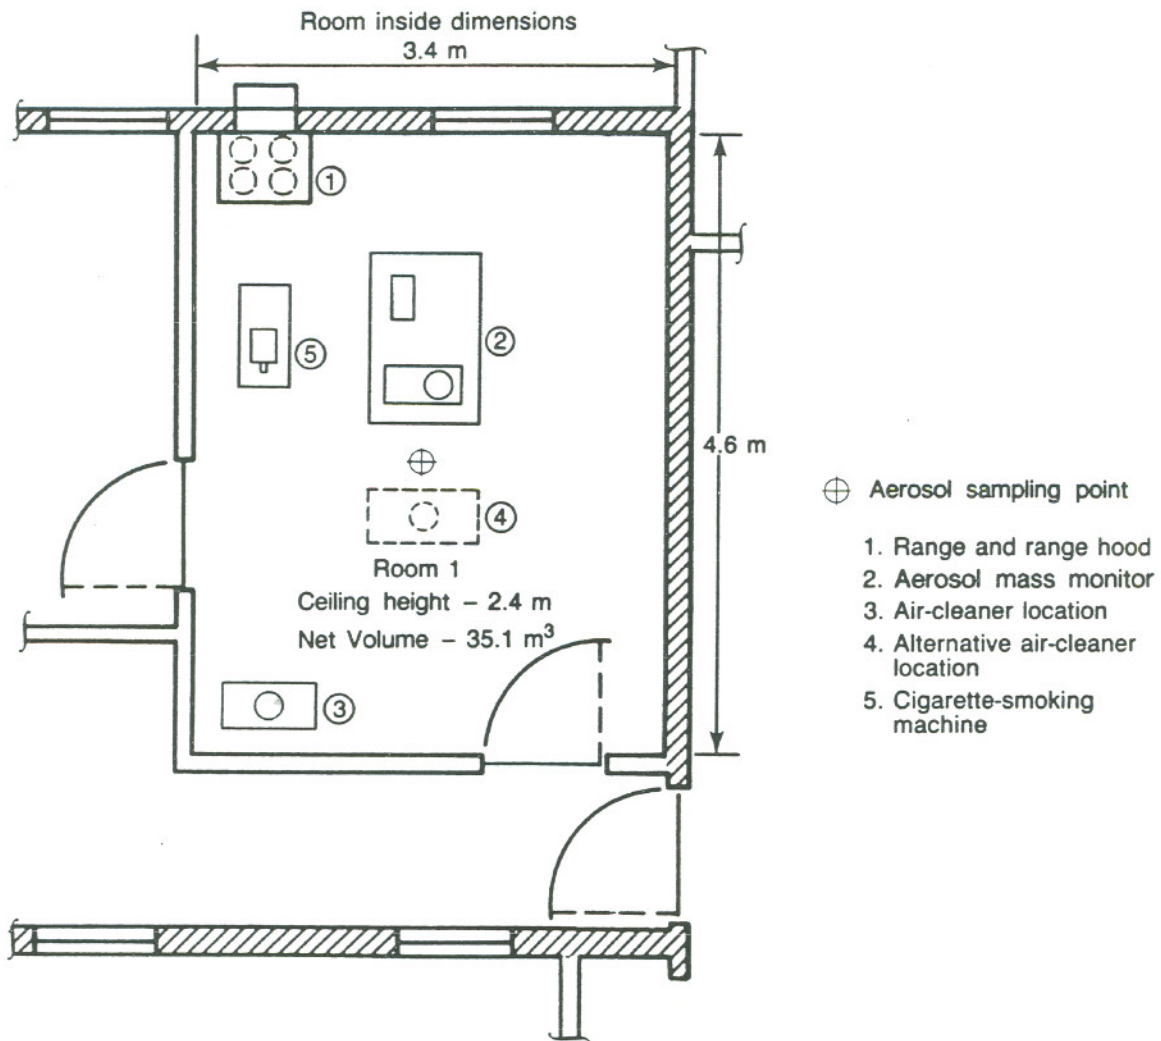 Room inside dimensions
3.4 m
①
②
⑤
4.6 m
④
Room 1
Ceiling height – 2.4 m
Net Volume – 35.1 m³
③
Aerosol sampling point
1. Range and range hood
2. Aerosol mass monitor
3. Air-cleaner location
4. Alternative air-cleaner
location
5. Cigarette-smoking
machine